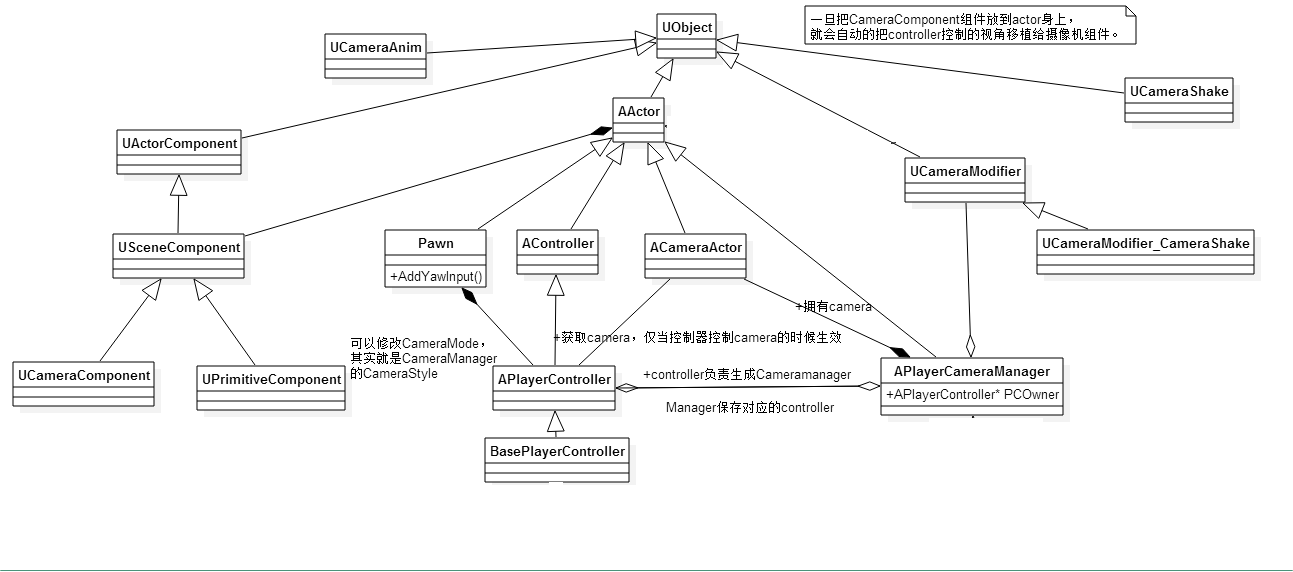 UObject
一旦把CameraComponent组件放到actor身上，
就会自动的把controller控制的视角移植给摄像机组件。
UCameraAnim
UCameraShake
AActor
UActorComponent
UCameraModifier
USceneComponent
Pawn
+AddYawInput()
AController
ACameraActor
UCameraModifier_CameraShake
+拥有camera
可以修改CameraMode，
其实就是CameraManager
的CameraStyle
+获取camera，仅当控制器控制camera的时候生效
UCameraComponent
UPrimitiveComponent
APlayerController
+controller负责生成Cameramanager
Manager保存对应的controller
APlayerCameraManager
+APlayerController* PCOwner
BasePlayerController